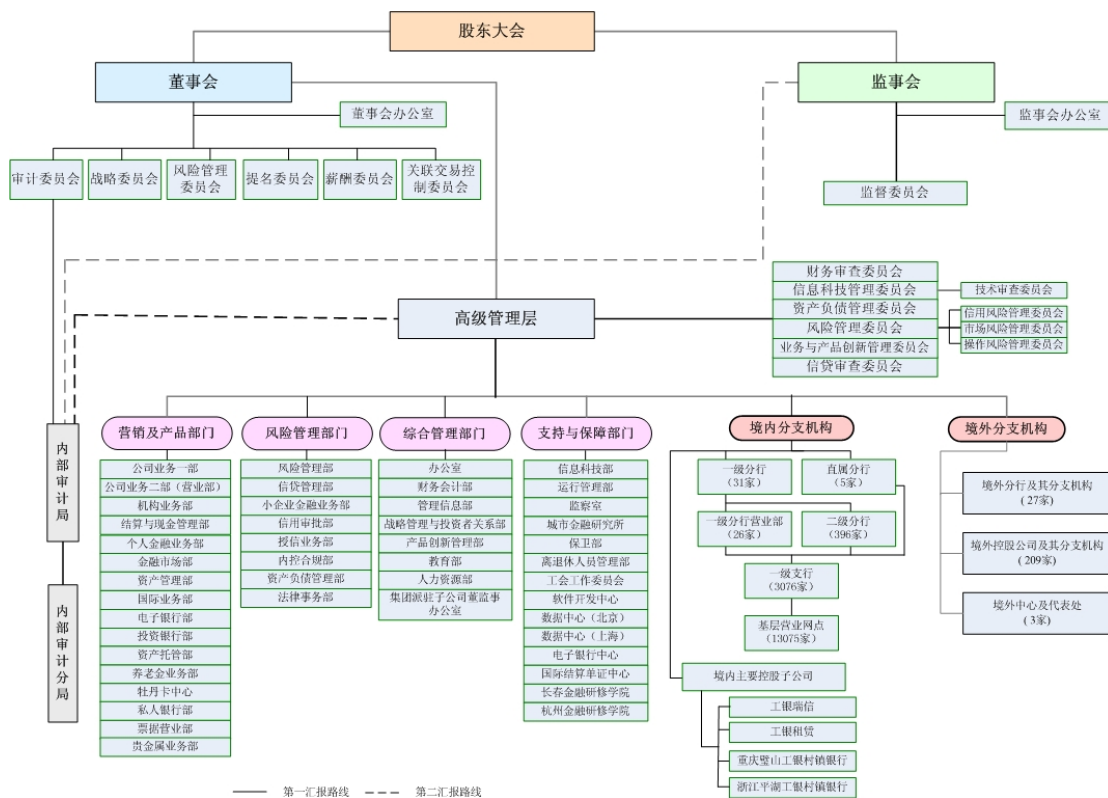 股东大会
董事会
监事会
董事会办公室
监事会办公室
审计委员会
战略委员会
风险管理
委员会
提名委员会
薪酬委员会
关联交易控
制委员会
监督委员会
财务审查委员会
信息科技管理委员会
资产负债管理委员会
风险管理委员会
业务与产品创新管理委员会
信贷审查委员会
技术审查委员会
信用风险管理委员会
市场风险管理委员会
操作风险管理委员会
高级管理层
内部审计局
内部审计分局
营销及产品部门
公司业务一部
公司业务二部（营业部）
机构业务部
结算与现金管理部
个人金融业务部
金融市场部
资产管理部
国际业务部
电子银行部
投资银行部
资产托管部
养老金业务部
牡丹卡中心
私人银行部
票据营业部
贵金属业务部
风险管理部门
风险管理部
信贷管理部
小企业金融业务部
信用审批部
授信业务部
内控合规部
资产负债管理部
法律事务部
综合管理部门
办公室
财务会计部
管理信息部
战略管理与投资者关系部
产品创新管理部
教育部
人力资源部
集团派驻子公司董监事
办公室
支持与保障部门
信息科技部
运行管理部
监察室
城市金融研究所
保卫部
离退休人员管理部
工会工作委员会
软件开发中心
数据中心（北京）
数据中心（上海）
电子银行中心
国际结算单证中心
长春金融研修学院
杭州金融研修学院
境内分支机构
一级分行
（31家）
直属分行
（5家）
一级分行营业部
（26家）
二级分行
（396家）
一级支行
（3076家）
基层营业网点
（13075家）
境内主要控股子公司
工银瑞信
工银租赁
重庆璧山工银村镇银行
浙江平湖工银村镇银行
境外分支机构
境外分行及其分支机构
( 27家)
境外控股公司及其分支机构
( 209家)
境外中心及代表处
( 3家)
第一汇报路线
第二汇报路线